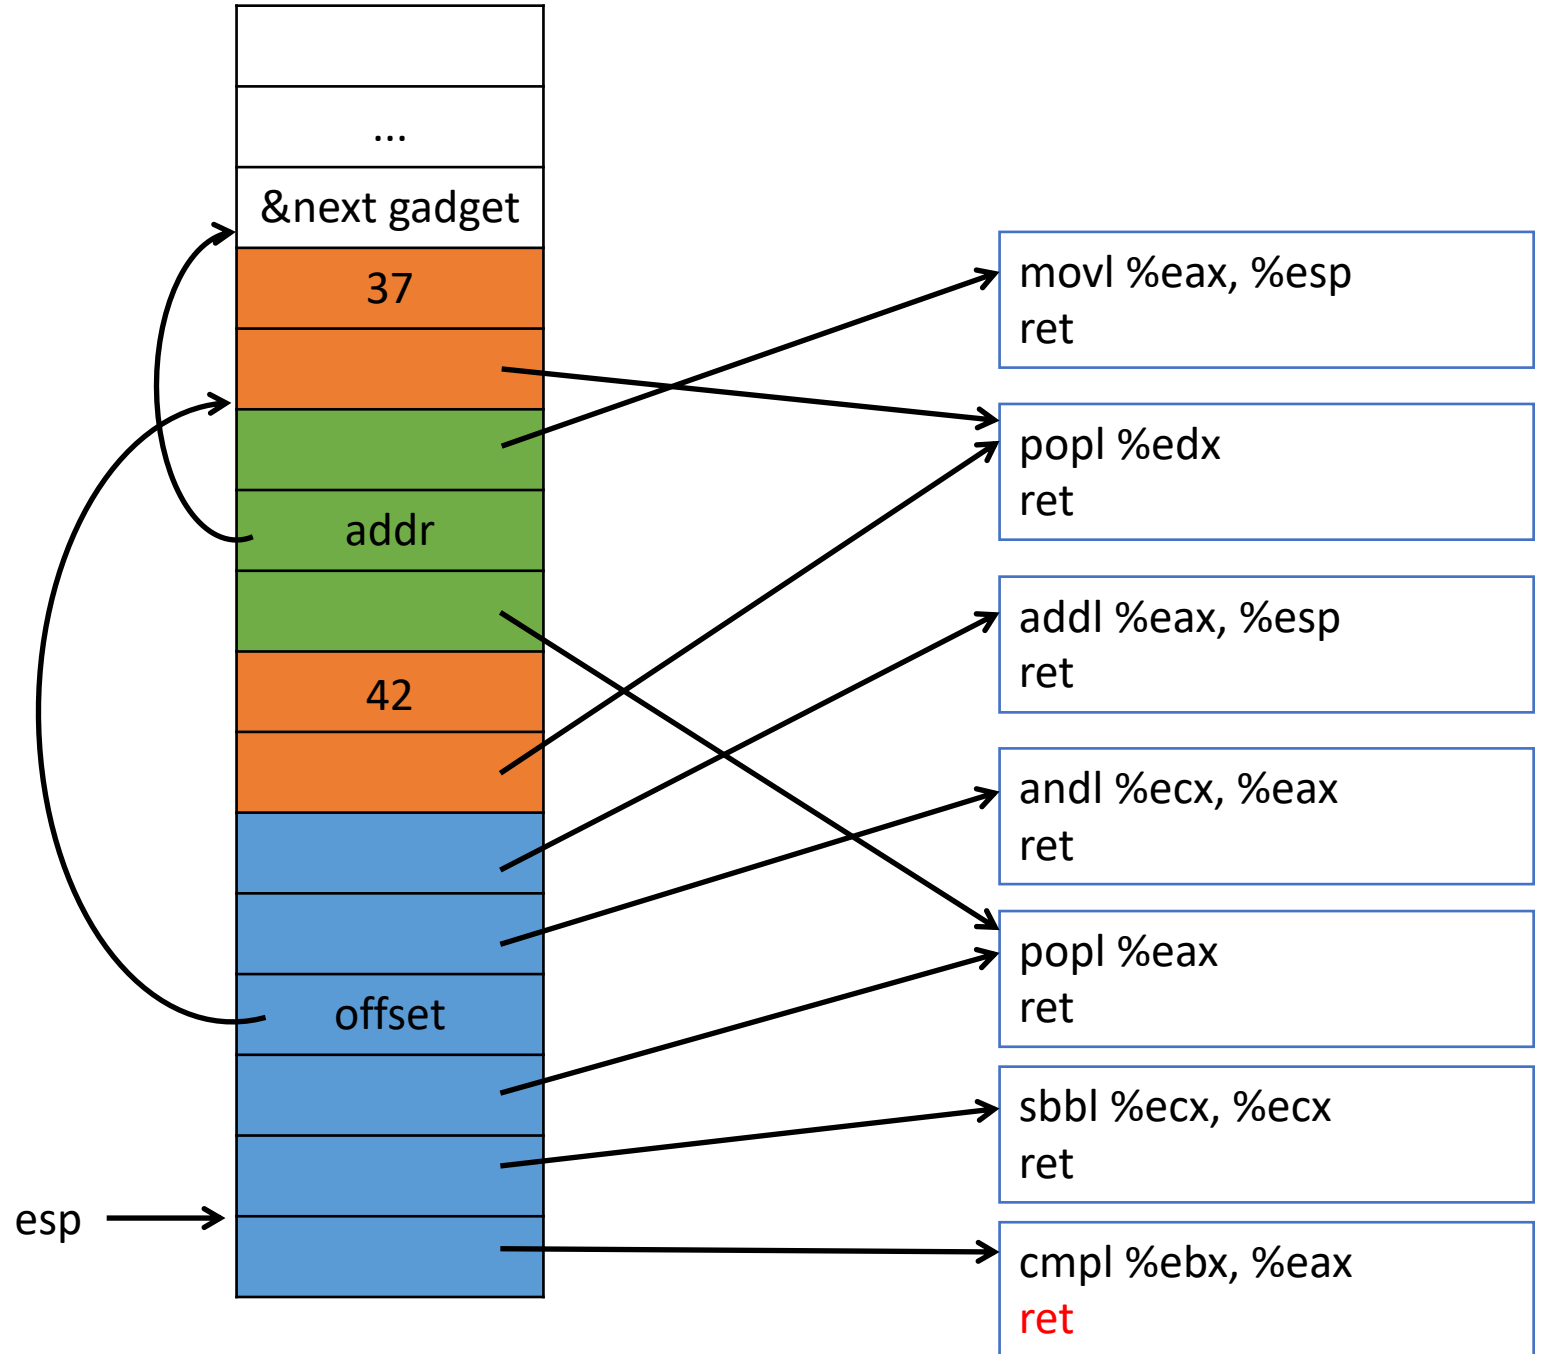 ...
&next gadget
37
addr
42
offset
esp
movl %eax, %esp
ret
popl %edx
ret
addl %eax, %esp
ret
andl %ecx, %eax
ret
popl %eax
ret
sbbl %ecx, %ecx
ret
cmpl %ebx, %eax
ret